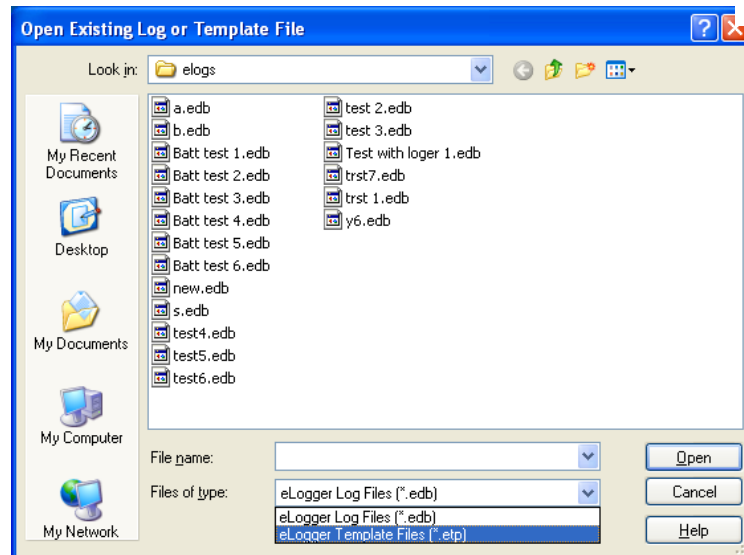 Open Existing Log or Template File
Look in:
elogs
My Recent
Documents
Desktop
My Documents
My Computer
My Network
a.edb
b.edb
Batt test 1.edb
Batt test 2.edb
Batt test 3.edb
Batt test 4.edb
Batt test 5.edb
Batt test 6.edb
new.edb
s.edb
test4.edb
test5.edb
test6.edb
test 2.edb
test 3.edb
Test with loger 1.edb
trst7.edb
trst 1.edb
y6.edb
File name:
Open
Files of type:
eLogger Log Files (*.edb)
Cancel
eLogger Log Files (*.edb)
eLogger Template Files (*.etp)
Help